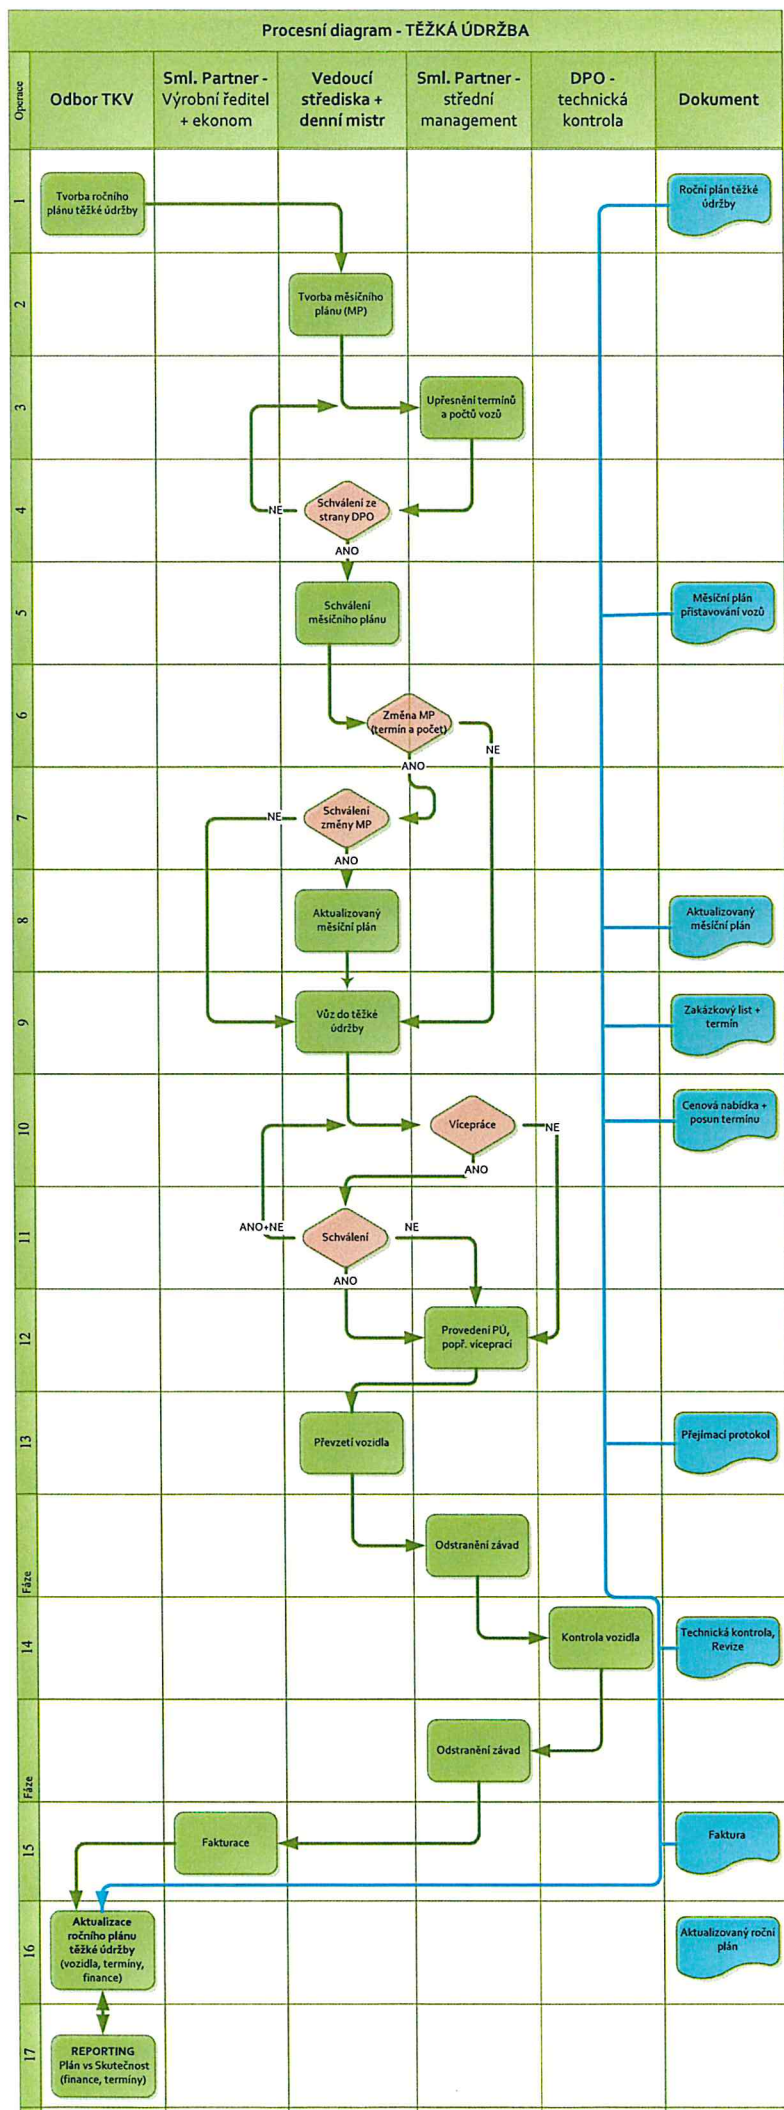 Procesní diagram - TĚŽKÁ ÚDRŽBA
Operace
Odbor TKV
Sml. Partner -
Výrobní ředitel
+ ekonom
Vedoucí
střediska +
denní mistr
Sml. Partner -
střední
management
DPO -
technická
kontrola
Dokument
1
Tvorba ročního
plánu těžké údržby
Roční plán těžké
údržby
2
Tvorba měsíčního
plánu (MP)
3
Upřesnění termínů
a počtů vozů
4
NE
Schválení ze
strany DPO
ANO
5
Schválení
měsíčního plánu
Měsíční plán
přistavování vozů
6
Změna MP
(termín a počet)
NE
ANO
7
NE
Schválení
změny MP
ANO
8
Aktualizovaný
měsíční plán
Aktualizovaný
měsíční plán
9
Vůz do těžké
údržby
Zakázkový list +
termín
10
Vícepráce
NE
Cenová nabídka +
posun termínu
ANO
11
ANO+NE
Schválení
NE
ANO
12
Provedení PÚ,
popř. víceprací
13
Převzetí vozidla
Přejímací protokol
Fáze
Odstranění závad
14
Kontrola vozidla
Technická kontrola,
Revize
Fáze
Odstranění závad
15
Fakturace
Faktura
16
Aktualizace
ročního plánu
těžké údržby
(vozidla, termíny,
finance)
Aktualizovaný roční
plán
17
REPORTING
Plán vs Skutečnost
(finance, termíny)